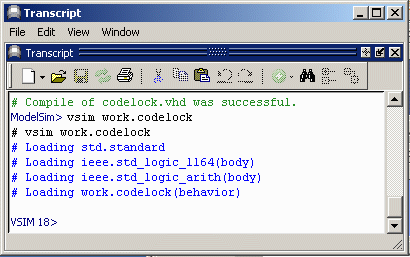 Transcript
File Edit View Window
Transcript
# Compile of codelock.vhd was successful.
ModelSim> vsim work.codelock
# vsim work.codelock
# Loading std.standard
# Loading ieee.std_logic_1164(body)
# Loading ieee.std_logic_arith(body)
# Loading work.codelock(behavior)
VSIM 18>